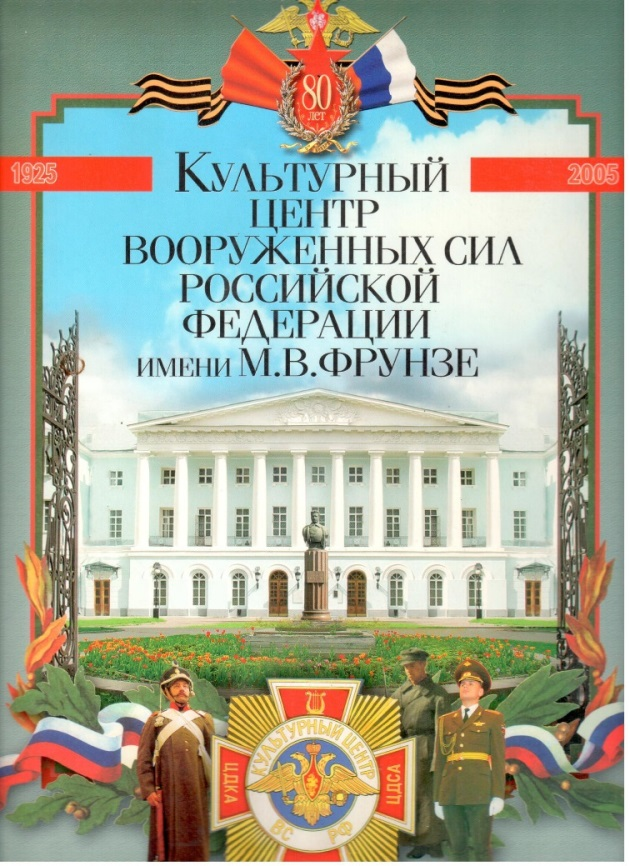 80
лет
1925
2005
КУЛЬТУРНЫЙ
ЦЕНТР
ВООРУЖЕННЫХ СИЛ
РОССИЙСКОЙ
ФЕДЕРАЦИИ
ИМЕНИ М.В.ФРУНЗЕ
КУЛЬТУРНЫЙ ЦЕНТР
ЦДКА
ЦДСА
ВС РФ